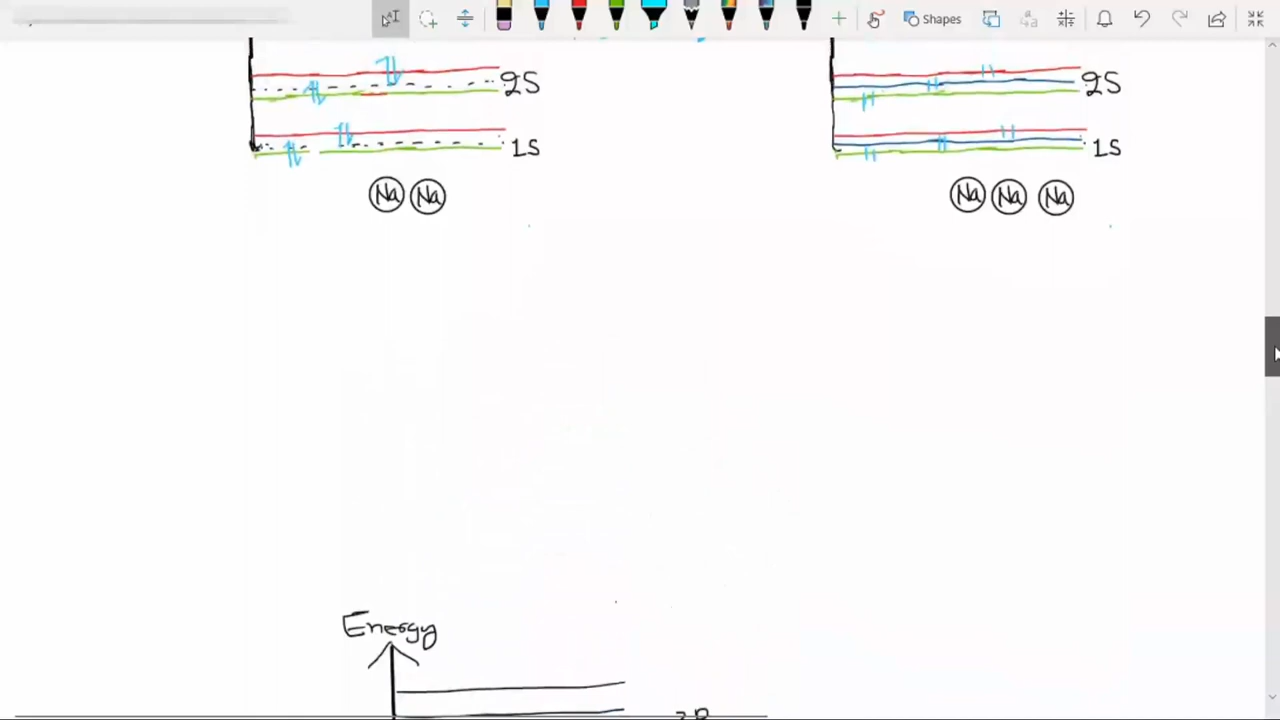 Shapes
2S
2S
1S
1S
Na Na
Na Na Na
Energy